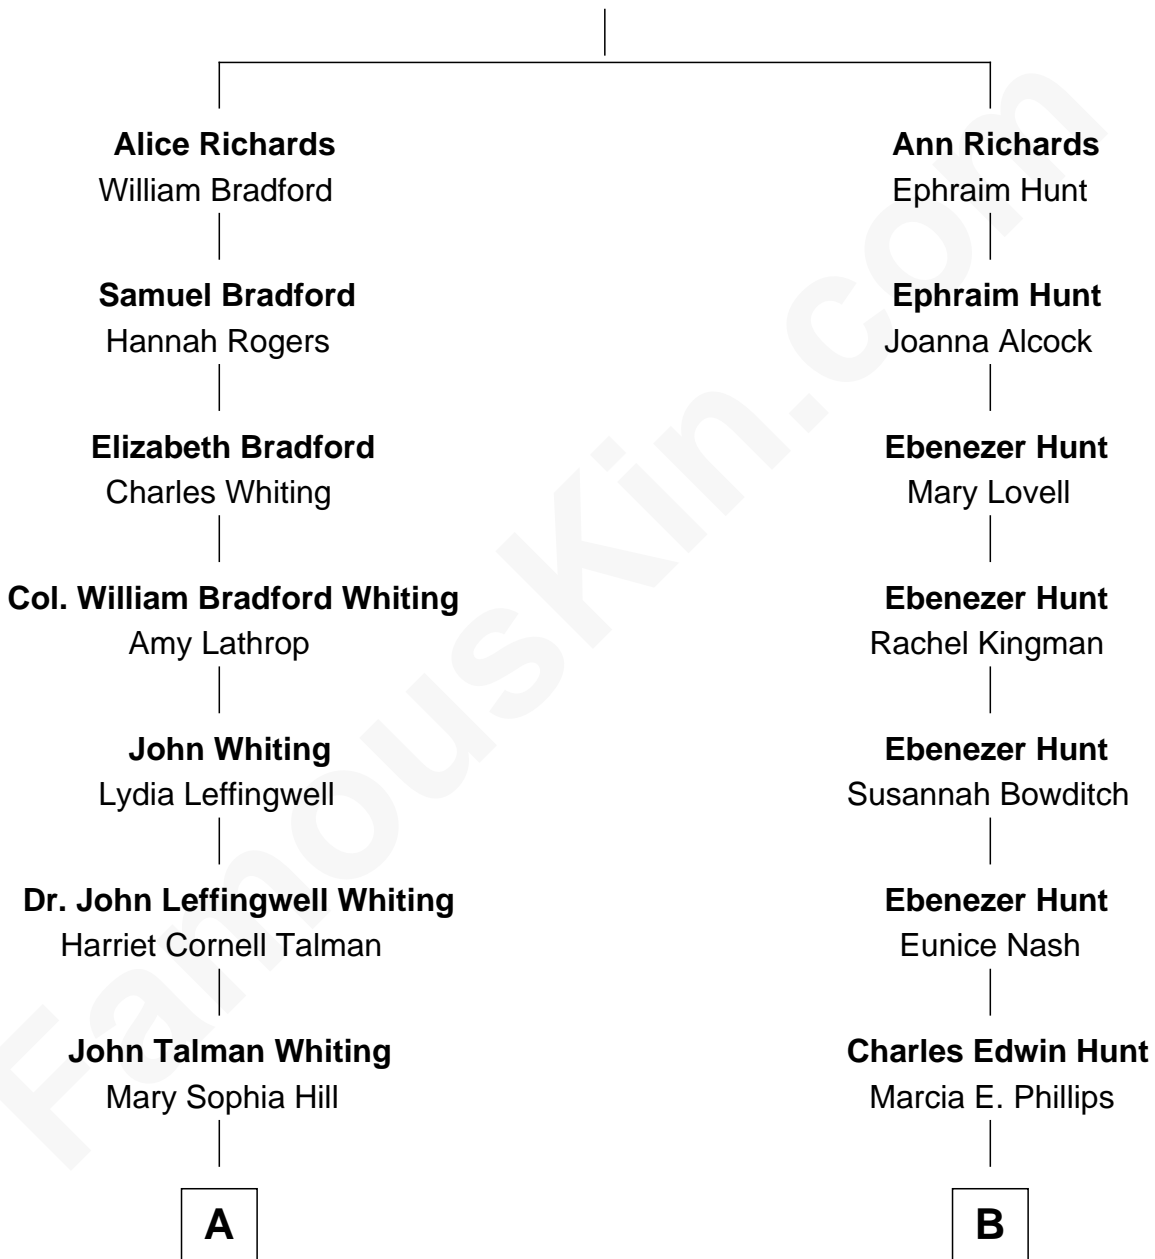 Alice Richards
William Bradford
Ann Richards
Ephraim Hunt
Samuel Bradford
Hannah Rogers
Ephraim Hunt
Joanna Alcock
Elizabeth Bradford
Charles Whiting
Ebenezer Hunt
Mary Lovell
Col. William Bradford Whiting
Amy Lathrop
Ebenezer Hunt
Rachel Kingman
John Whiting
Lydia Leffingwell
Ebenezer Hunt
Susannah Bowditch
Dr. John Leffingwell Whiting
Harriet Cornell Talman
Ebenezer Hunt
Eunice Nash
John Talman Whiting
Mary Sophia Hill
Charles Edwin Hunt
Marcia E. Phillips
A
B
FamousKin.com